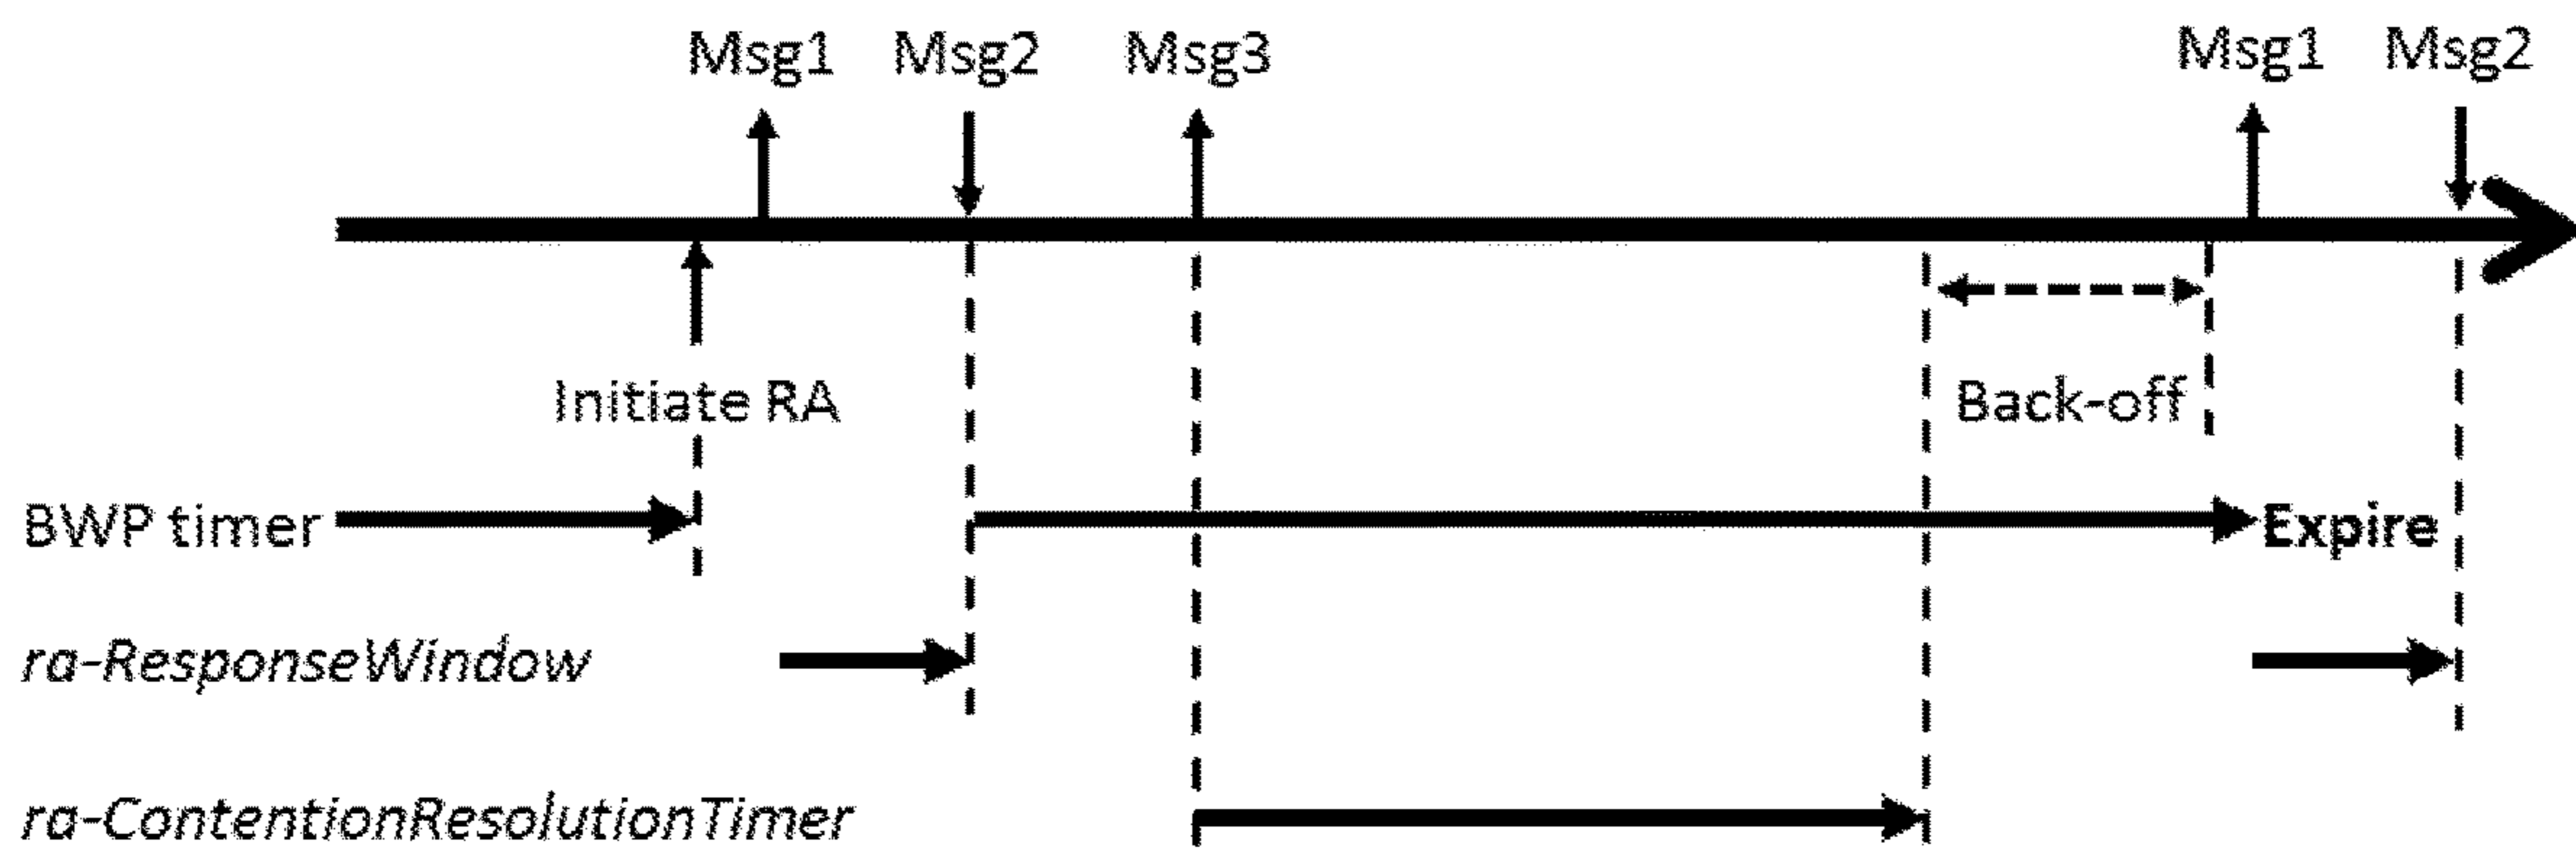 Msg1 Msg2 Msg3 Msg1 Msg2
Initiate RA
Back-off
BWP timer
Expire
ra-ResponseWindow
ra-ContentionResolutionTimer